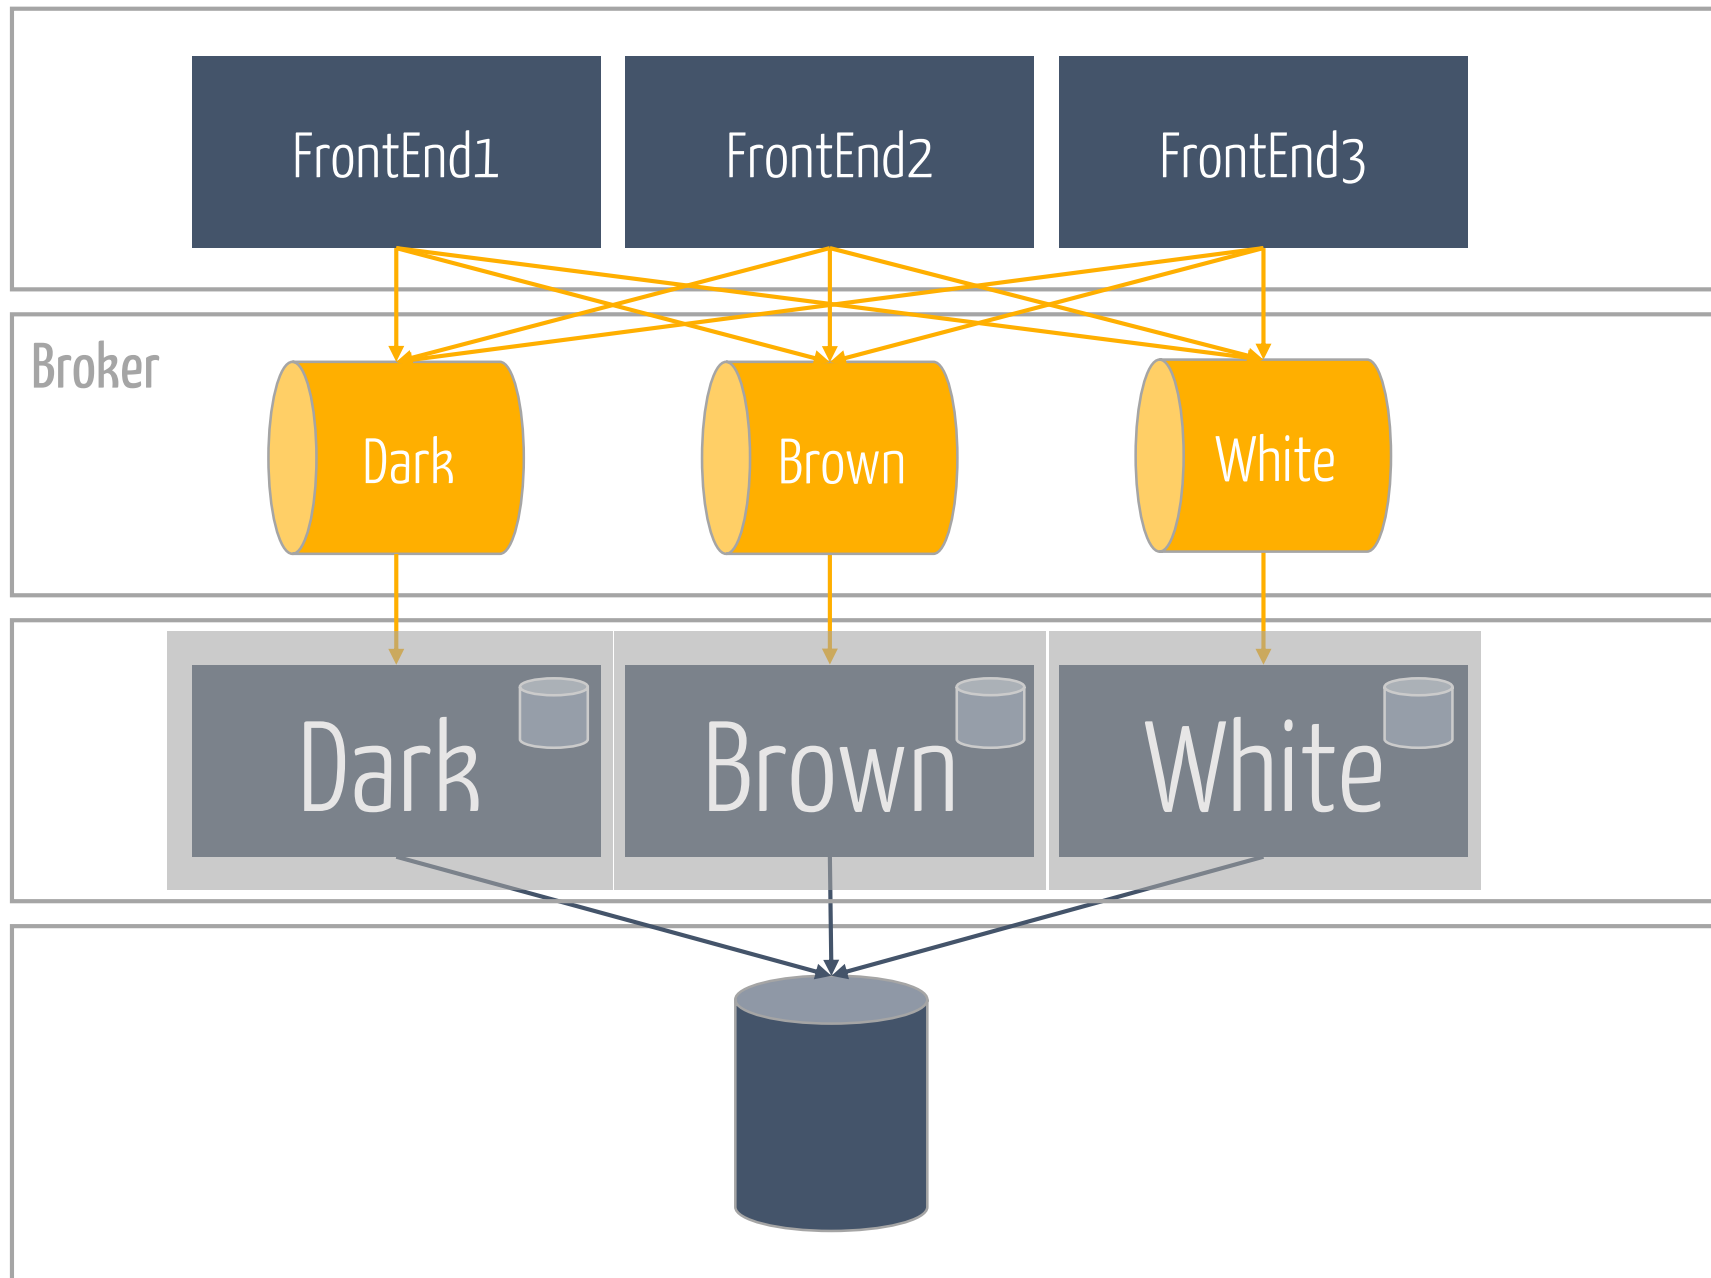 FrontEnd1
FrontEnd2
FrontEnd3
Broker
Dark
Brown
White
Dark
Brown
White